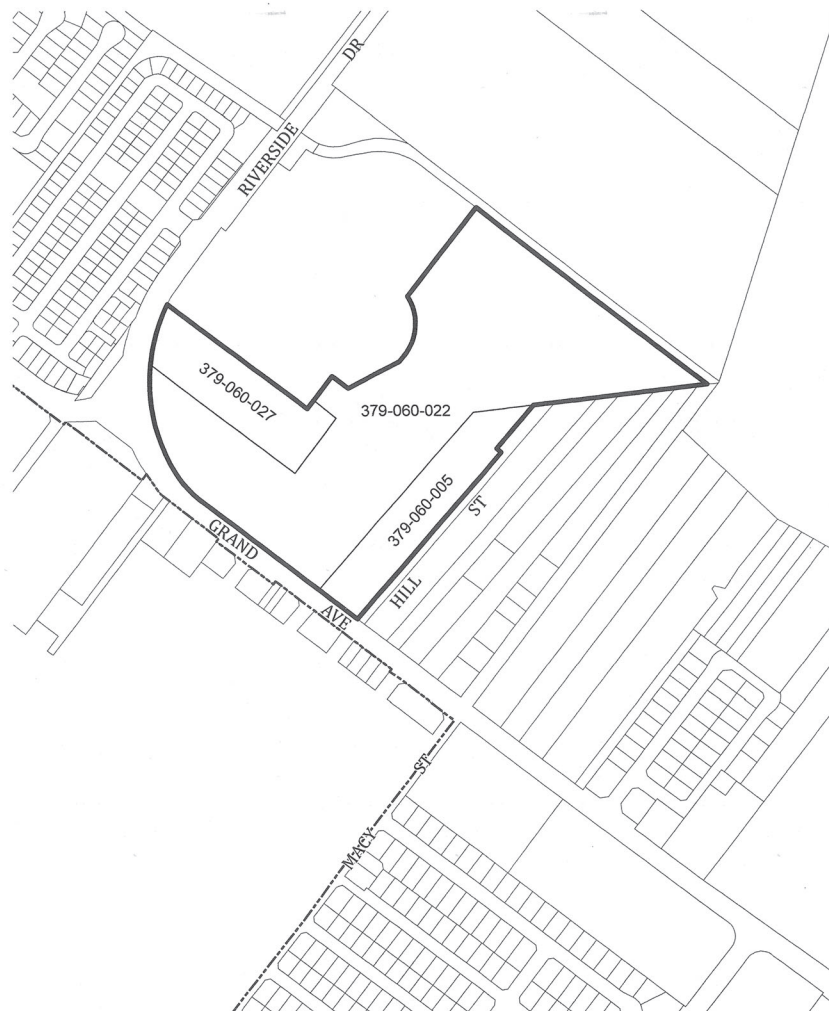 DR
RIVERSIDE
379-060-027
379-060-022
379-060-005
ST
HILL
GRAND
AVE
ST
MACY